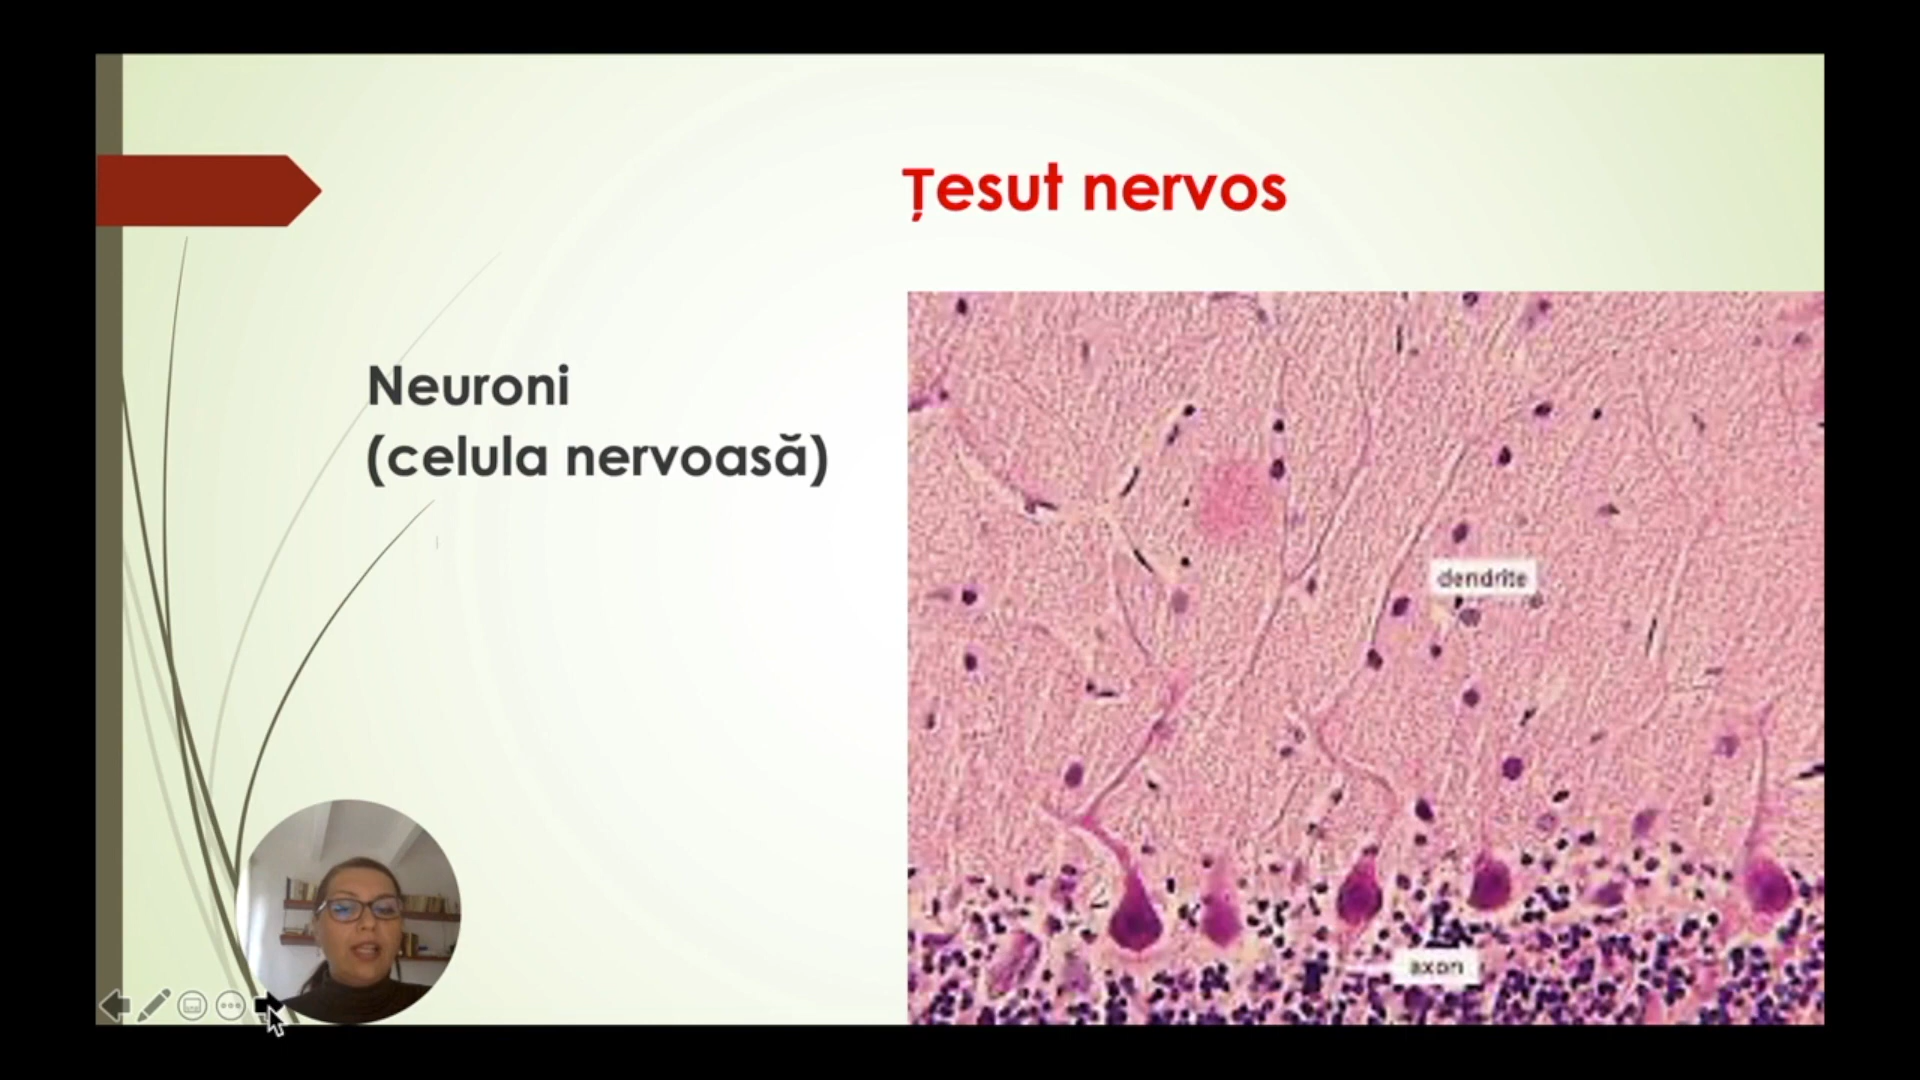 Țesut nervos
Neuroni
(celula nervoasă)
dendrite
axon